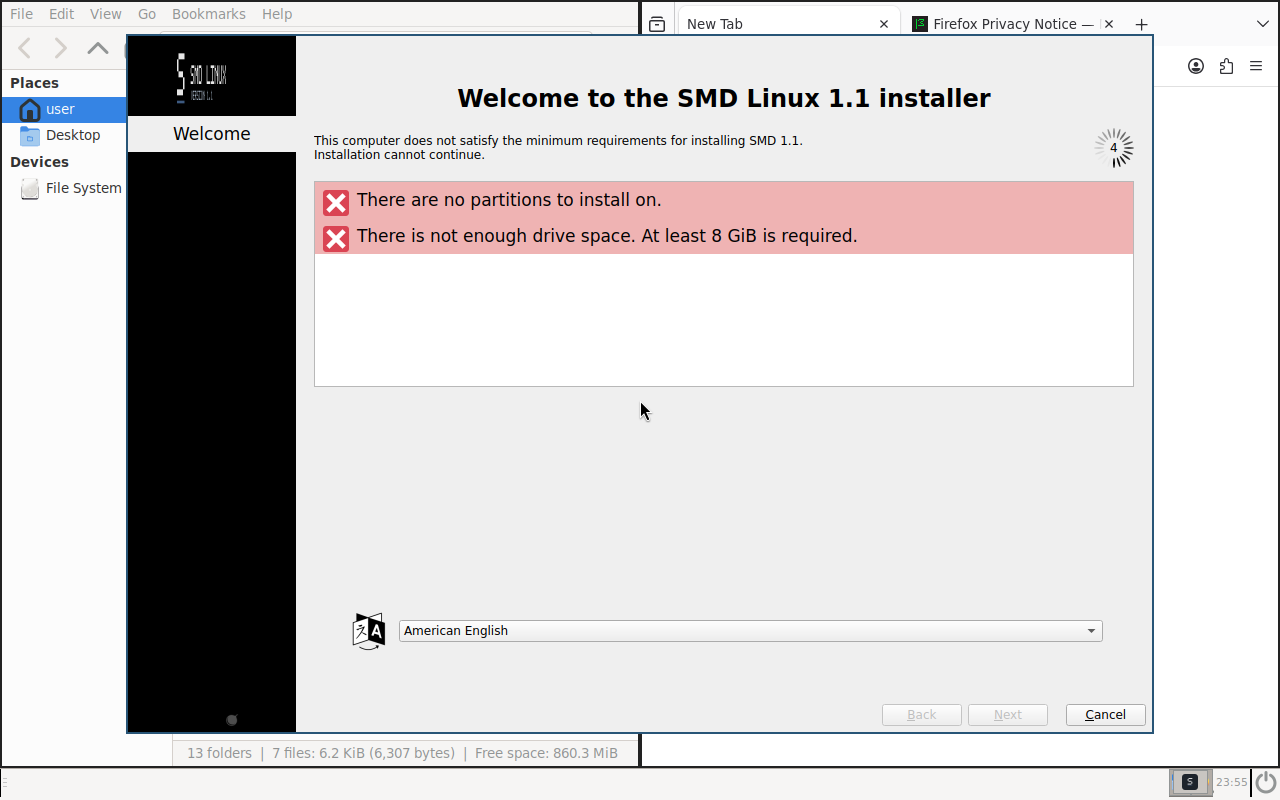 File Edit View Go Bookmarks Help
New Tab
Firefox Privacy Notice —
Places
user
Desktop
Devices
File System
SMD LINUX
VERSION 1.1
Welcome
Welcome to the SMD Linux 1.1 installer
This computer does not satisfy the minimum requirements for installing SMD 1.1.
Installation cannot continue.
4
There are no partitions to install on.
There is not enough drive space. At least 8 GiB is required.
American English
Back Next Cancel
13 folders | 7 files: 6.2 KiB (6,307 bytes) | Free space: 860.3 MiB
S
23:55